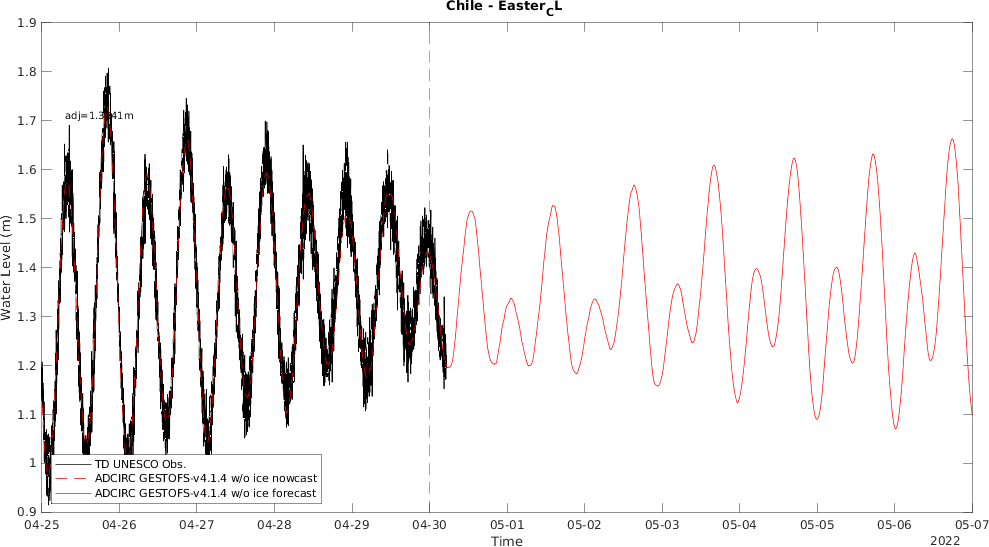 Chile - Easter_CL
1.9
1.8
1.7
1.6
1.5
1.4
1.3
1.2
1.1
1
0.9
Water Level (m)
TD UNESCO Obs.
ADCIRC GESTOFS-v4.1.4 w/o ice nowcast
ADCIRC GESTOFS-v4.1.4 w/o ice forecast
04-25 04-26 04-27 04-28 04-29 04-30 05-01 05-02 05-03 05-04 05-05 05-06 05-07
Time
2022